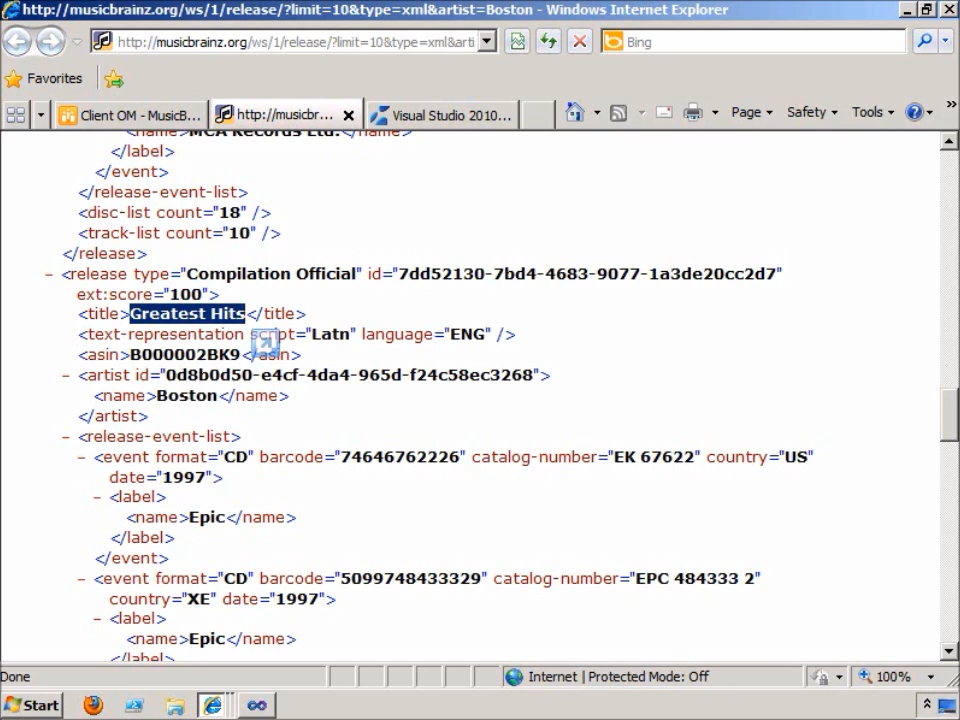 http://musicbrainz.org/ws/1/release/?limit=10&type=xml&artist=Boston - Windows Internet Explorer
http://musicbrainz.org/ws/1/release/?limit=10&type=xml&arti
Bing
Favorites
Client OM - MusicB...
http://musicbr...
Visual Studio 2010...
Page
Safety
Tools
»
<name>MCA Records Ltd.</name>
</label>
</event>
</release-event-list>
<disc-list count="18" />
<track-list count="10" />
</release>
– <release type="Compilation Official" id="7dd52130-7bd4-4683-9077-1a3de20cc2d7"
ext:score="100">
<title>Greatest Hits</title>
<text-representation script="Latn" language="ENG" />
<asin>B000002BK9</asin>
– <artist id="0d8b0d50-e4cf-4da4-965d-f24c58ec3268">
<name>Boston</name>
</artist>
– <release-event-list>
– <event format="CD" barcode="74646762226" catalog-number="EK 67622" country="US"
date="1997">
– <label>
<name>Epic</name>
</label>
</event>
– <event format="CD" barcode="5099748433329" catalog-number="EPC 484333 2"
country="XE" date="1997">
– <label>
<name>Epic</name>
</label>
Done
Internet | Protected Mode: Off
100%
Start